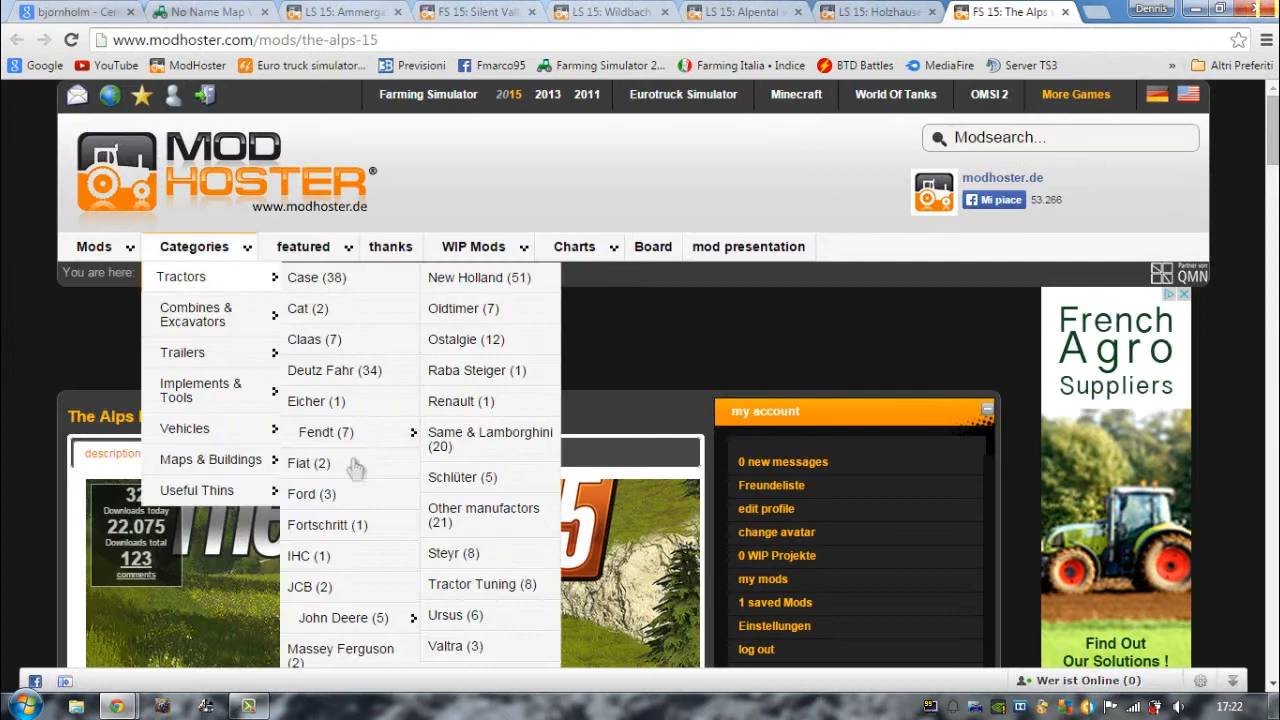 bjornholm - Cer
No Name Map V
LS 15: Ammerga
FS 15: Silent Vall
LS 15: Wildbach
LS 15: Alpental k
LS 15: Holzhause
FS 15: The Alps v
Dennis
www.modhoster.com/mods/the-alps-15
Google
YouTube
ModHoster
Euro truck simulator...
Previsioni
Fmarco95
Farming Simulator 2...
Farming Italia • Indice
BTD Battles
MediaFire
Server TS3
»
Altri Preferiti
Farming Simulator 2015 2013 2011
Eurotruck Simulator
Minecraft
World Of Tanks
OMSI 2
More Games
MOD
HOSTER®
www.modhoster.de
Modsearch...
modhoster.de
Mi piace 53.266
Mods
Categories
featured
thanks
WIP Mods
Charts
Board
mod presentation
You are here:
Partner von
QMN
Tractors
Combines &
Excavators
Trailers
Implements &
Tools
Vehicles
Maps & Buildings
Useful Thins
Case (38)
Cat (2)
Claas (7)
Deutz Fahr (34)
Eicher (1)
Fendt (7)
Fiat (2)
Ford (3)
Fortschritt (1)
IHC (1)
JCB (2)
John Deere (5)
Massey Ferguson
(2)
New Holland (51)
Oldtimer (7)
Ostalgie (12)
Raba Steiger (1)
Renault (1)
Same & Lamborghini
(20)
Schlüter (5)
Other manufactors
(21)
Steyr (8)
Tractor Tuning (8)
Ursus (6)
Valtra (3)
The Alps
description
32
Downloads today
22.075
Downloads total
123
comments
mo
5
my account
0 new messages
Freundeliste
edit profile
change avatar
0 WIP Projekte
my mods
1 saved Mods
Einstellungen
log out
French
Agro
Suppliers
Find Out
Our Solutions !
Wer ist Online (0)
17:22